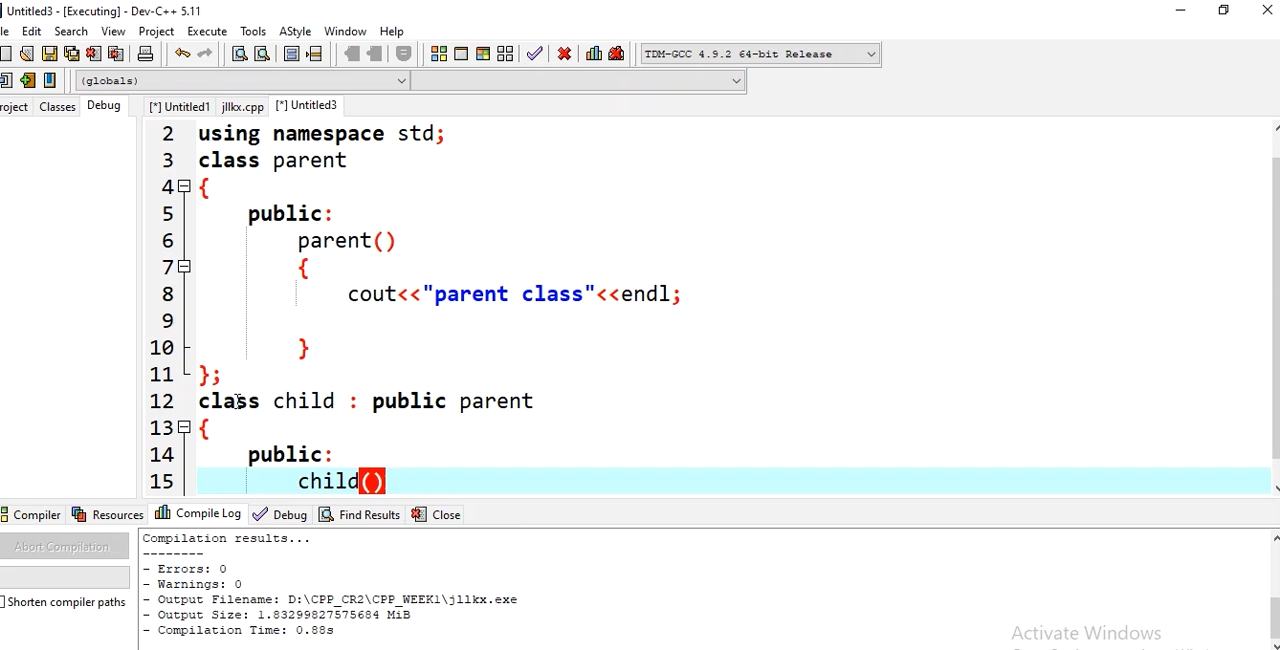 Untitled3 - [Executing] - Dev-C++ 5.11
le Edit Search View Project Execute Tools AStyle Window Help
TDM-GCC 4.9.2 64-bit Release
(globals)
roject Classes Debug [*] Untitled1 jllkx.cpp [*] Untitled3
2 using namespace std;
3 class parent
4 {
5 public:
6 parent()
7 {
8 cout<<"parent class"<<endl;
9
10 }
11 };
12 class child : public parent
13 {
14 public:
15 child()
Compiler Resources Compile Log Debug Find Results Close
Abort Compilation
Shorten compiler paths
Compilation results...
--------
- Errors: 0
- Warnings: 0
- Output Filename: D:\CPP_CR2\CPP_WEEK1\jllkx.exe
- Output Size: 1.83299827575684 MiB
- Compilation Time: 0.88s
Activate Windows